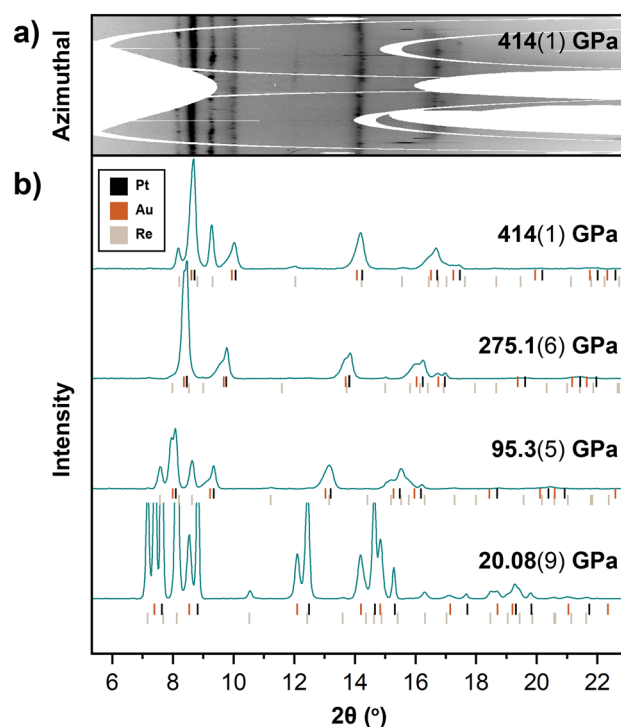 a)
Azimuthal
414(1) GPa
b)
Pt
Au
Re
414(1) GPa
275.1(6) GPa
95.3(5) GPa
20.08(9) GPa
Intensity
6 8 10 12 14 16 18 20 22
2θ (º)